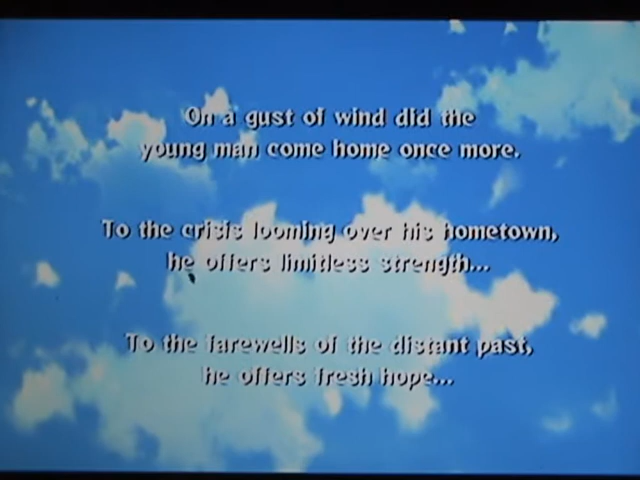 On a gust of wind did the
young man come home once more.
To the crisis looming over his hometown,
he offers limitless strength...
To the farewells of the distant past,
he offers fresh hope...